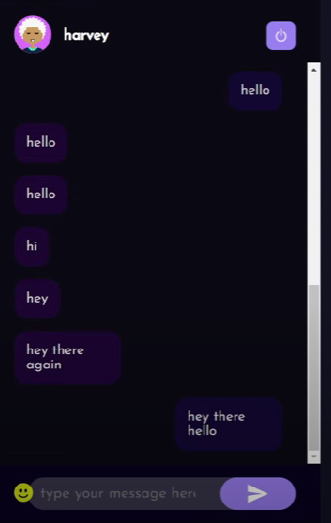 harvey
hello
hello
hello
hi
hey
hey there
again
hey there
hello
type your message here